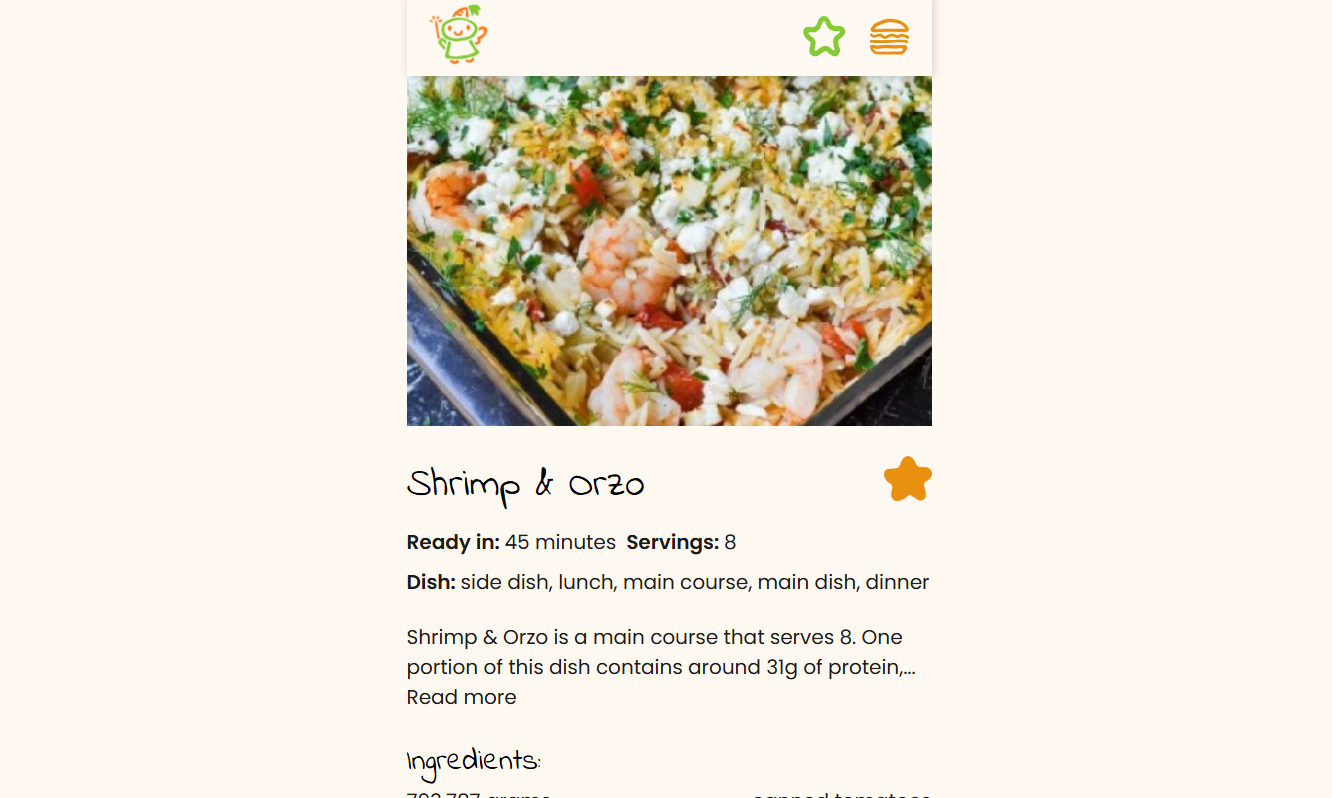 Shrimp & Orzo
Ready in: 45 minutes Servings: 8
Dish: side dish, lunch, main course, main dish, dinner
Shrimp & Orzo is a main course that serves 8. One
portion of this dish contains around 31g of protein,...
Read more
Ingredients: